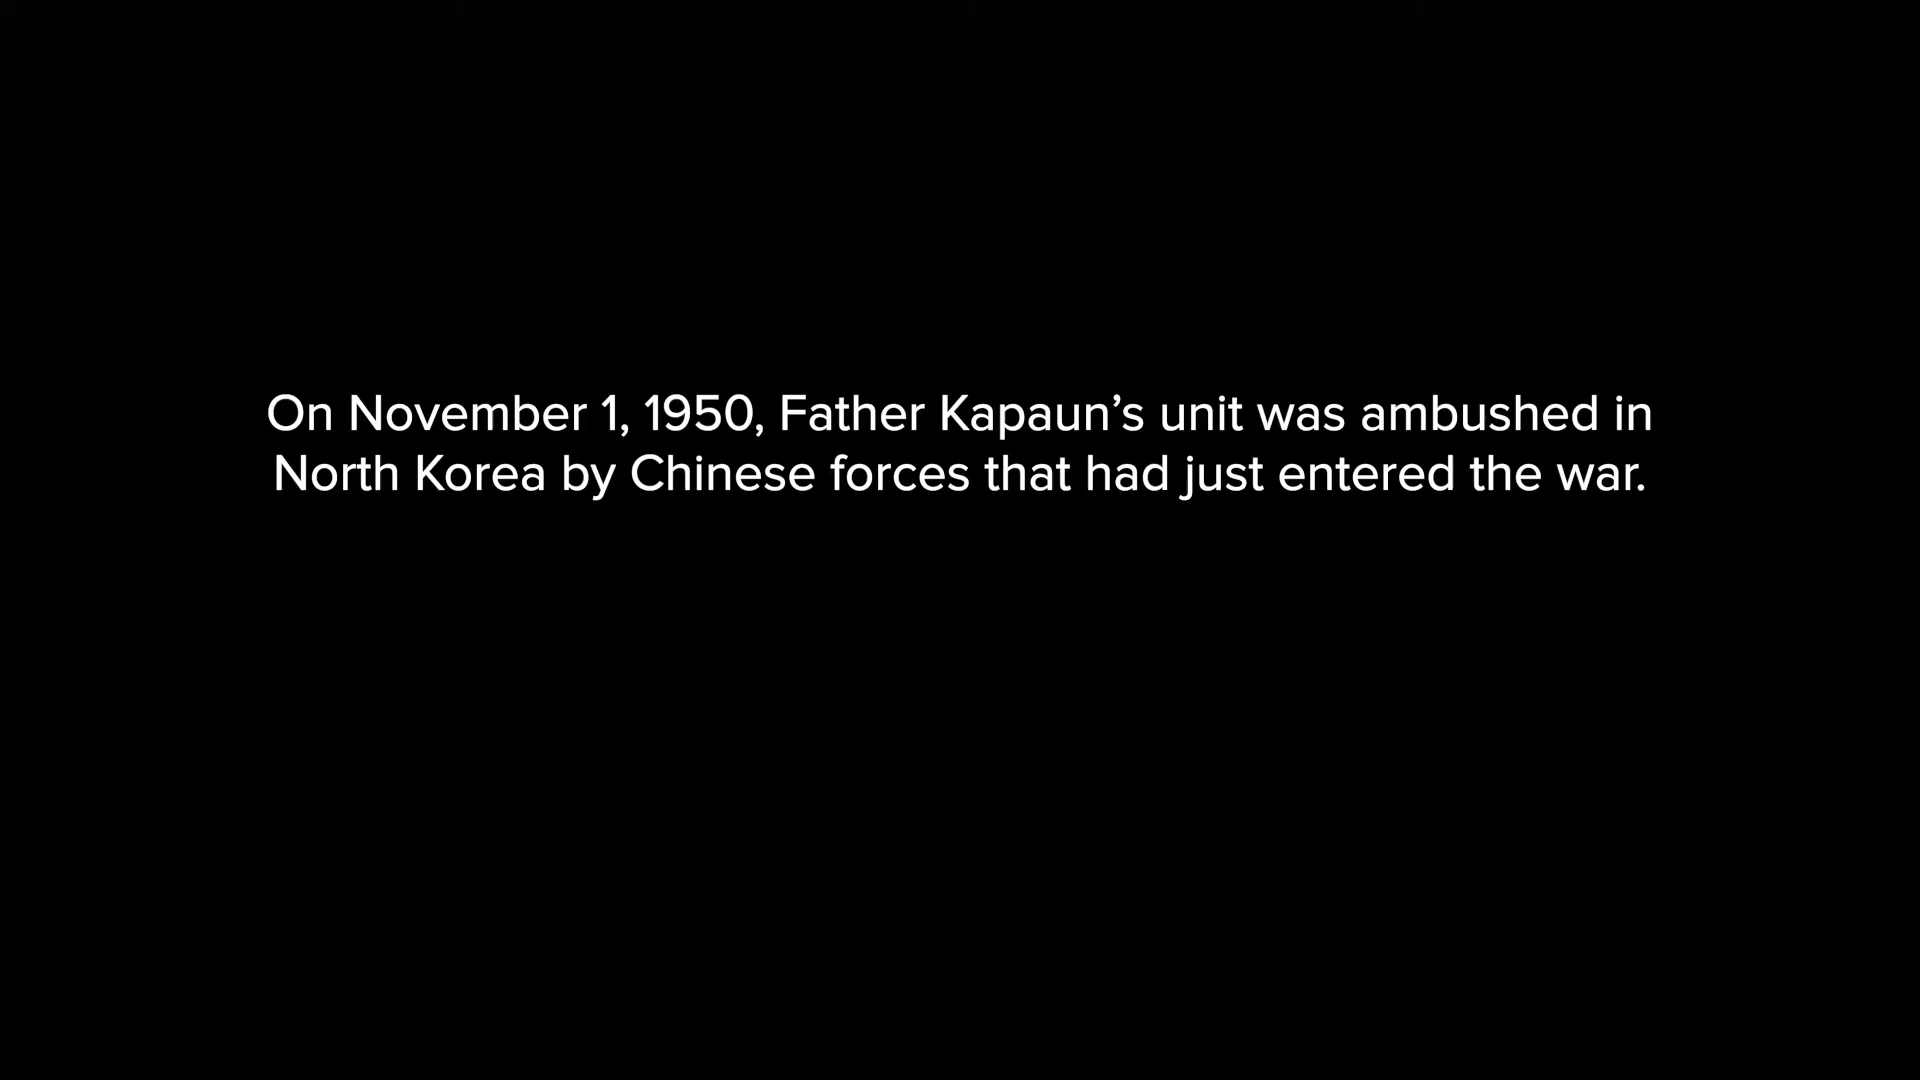 On November 1, 1950, Father Kapaun’s unit was ambushed in
North Korea by Chinese forces that had just entered the war.